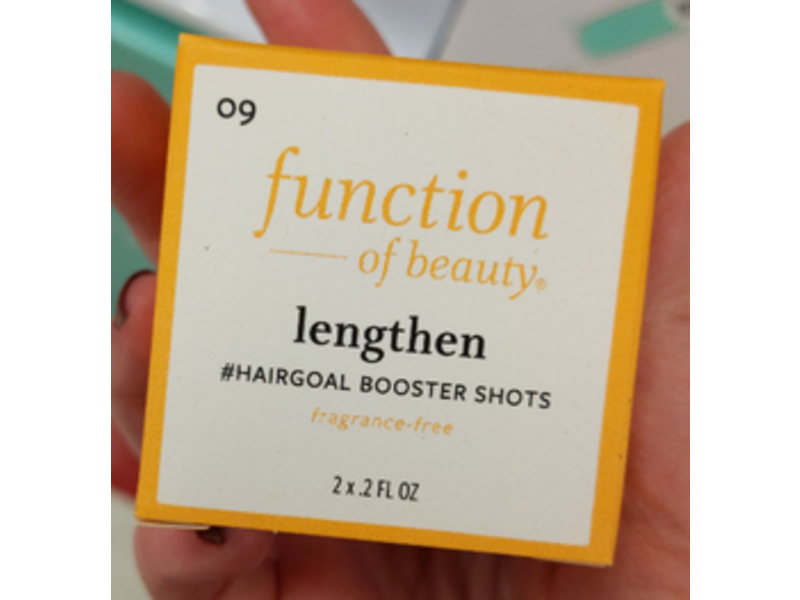 09
function
of beauty®
lengthen
#HAIRGOAL BOOSTER SHOTS
fragrance-free
2 x .2 FL OZ